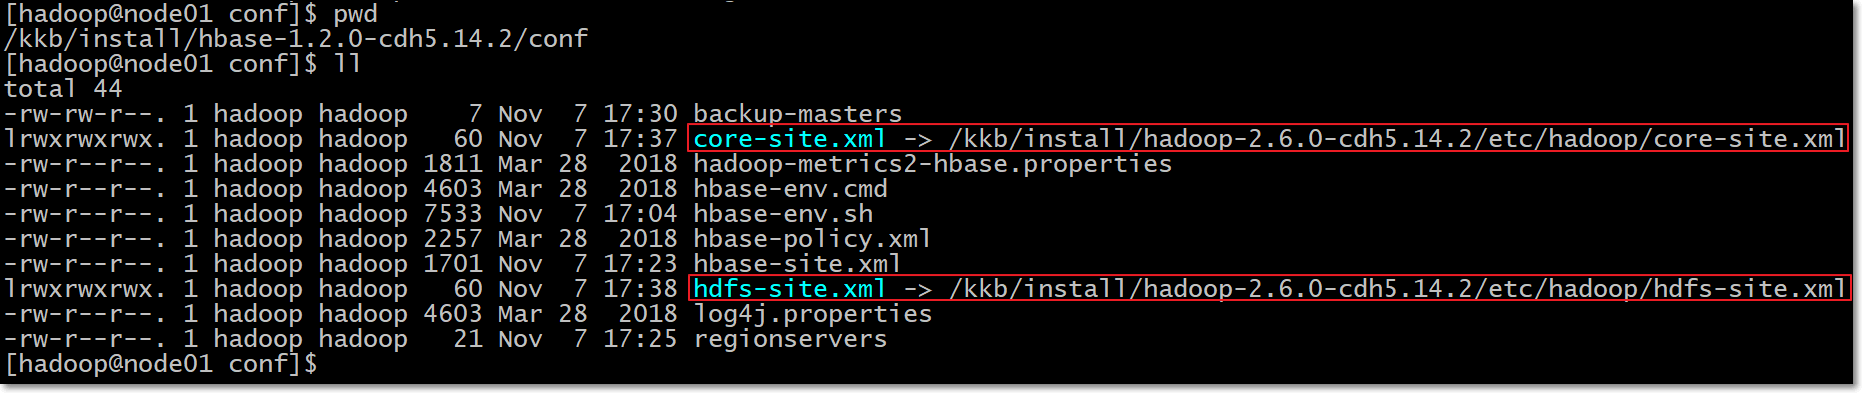 [hadoop@node01 conf]$ pwd
/kkb/install/hbase-1.2.0-cdh5.14.2/conf
[hadoop@node01 conf]$ ll
total 44
-rw-rw-r--. 1 hadoop hadoop    7 Nov  7 17:30 backup-masters
lrwxrwxrwx. 1 hadoop hadoop   60 Nov  7 17:37 core-site.xml -> /kkb/install/hadoop-2.6.0-cdh5.14.2/etc/hadoop/core-site.xml
-rw-r--r--. 1 hadoop hadoop 1811 Mar 28  2018 hadoop-metrics2-hbase.properties
-rw-r--r--. 1 hadoop hadoop 4603 Mar 28  2018 hbase-env.cmd
-rw-r--r--. 1 hadoop hadoop 7533 Nov  7 17:04 hbase-env.sh
-rw-r--r--. 1 hadoop hadoop 2257 Mar 28  2018 hbase-policy.xml
-rw-r--r--. 1 hadoop hadoop 1701 Nov  7 17:23 hbase-site.xml
lrwxrwxrwx. 1 hadoop hadoop   60 Nov  7 17:38 hdfs-site.xml -> /kkb/install/hadoop-2.6.0-cdh5.14.2/etc/hadoop/hdfs-site.xml
-rw-r--r--. 1 hadoop hadoop 4603 Mar 28  2018 log4j.properties
-rw-r--r--. 1 hadoop hadoop   21 Nov  7 17:25 regionservers
[hadoop@node01 conf]$